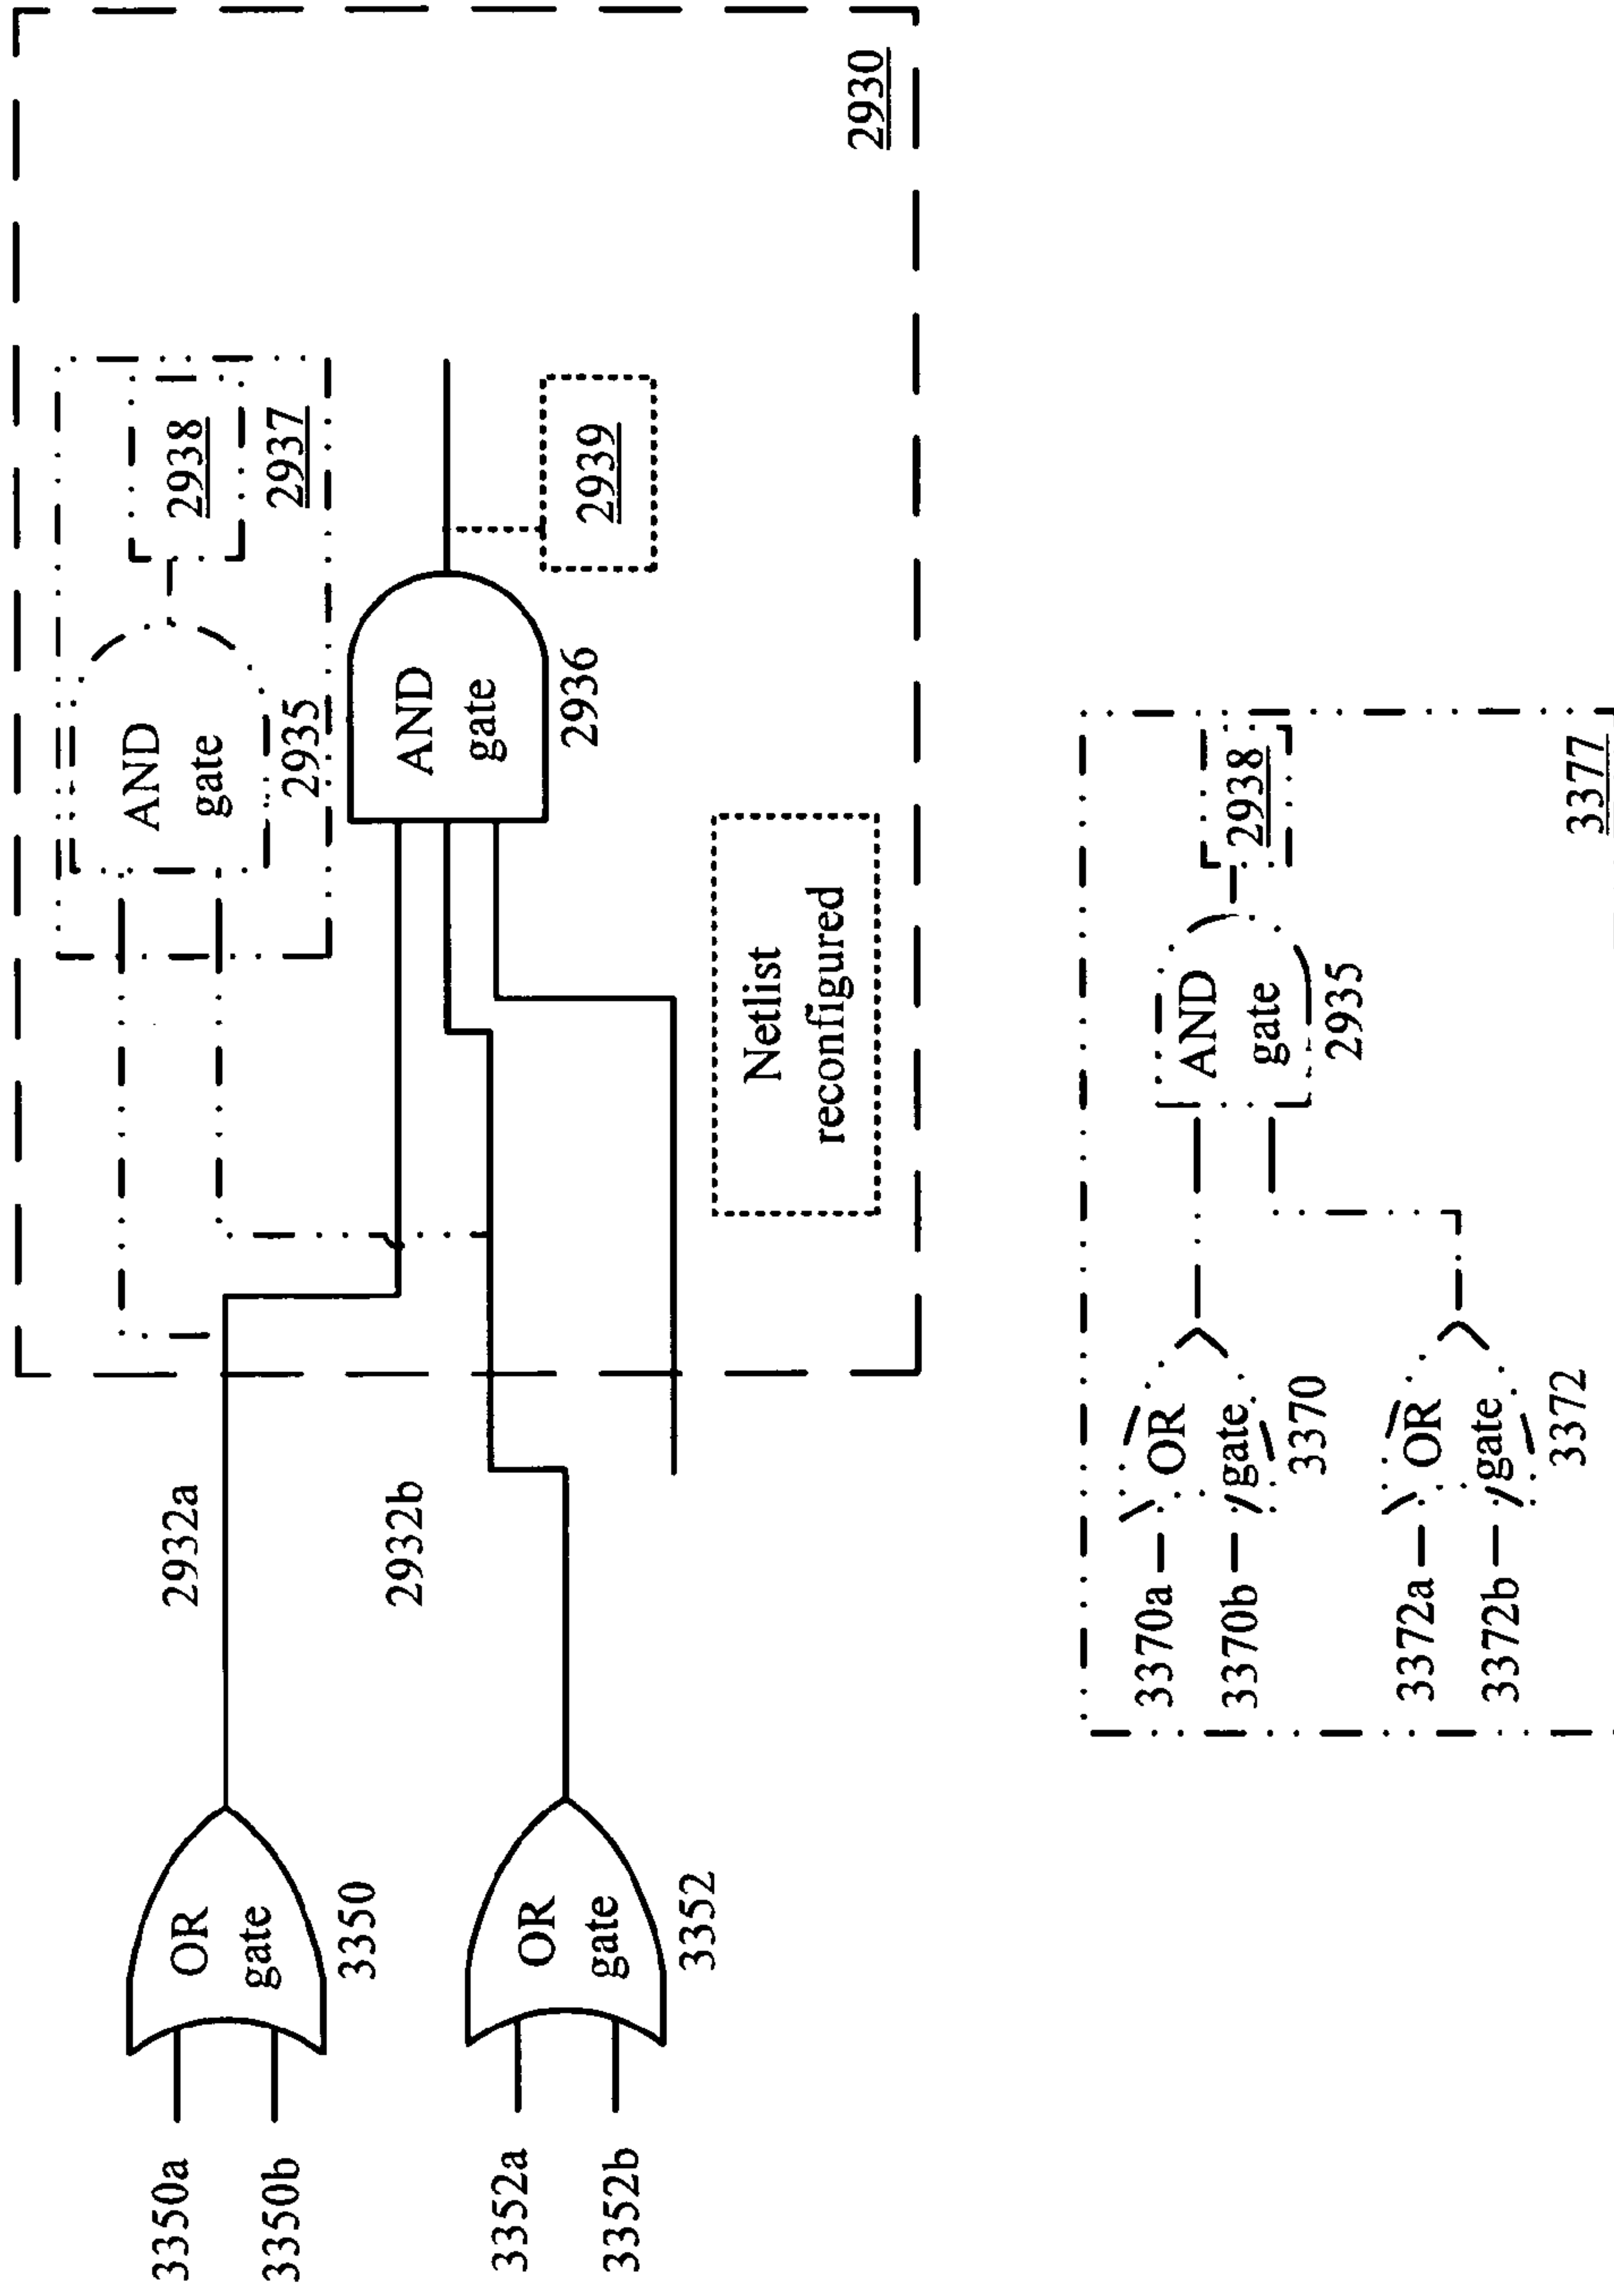 3350a
3350b
OR
gate
3350
3352a
3352b
OR
gate
3352
2932a
2932b
AND
gate
2935
2938
2937
AND
gate
2936
2939
Netlist
reconfigured
2930
3370a
3370b
OR
gate
3370
3372a
3372b
OR
gate
3372
AND
gate
2935
2938
3377